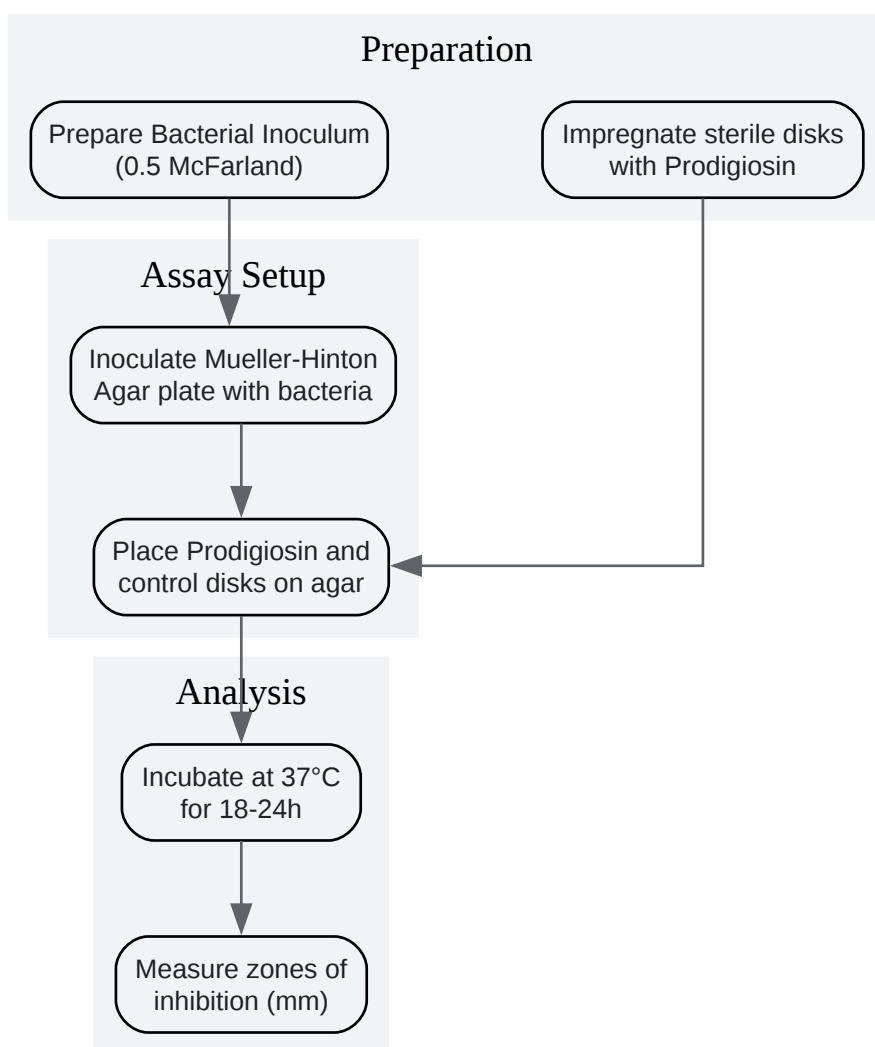 Preparation
Prepare Bacterial Inoculum
(0.5 McFarland)
Impregnate sterile disks
with Prodigiosin
Assay Setup
Inoculate Mueller-Hinton
Agar plate with bacteria
Place Prodigiosin and
control disks on agar
Analysis
Incubate at 37°C
for 18-24h
Measure zones of
inhibition (mm)